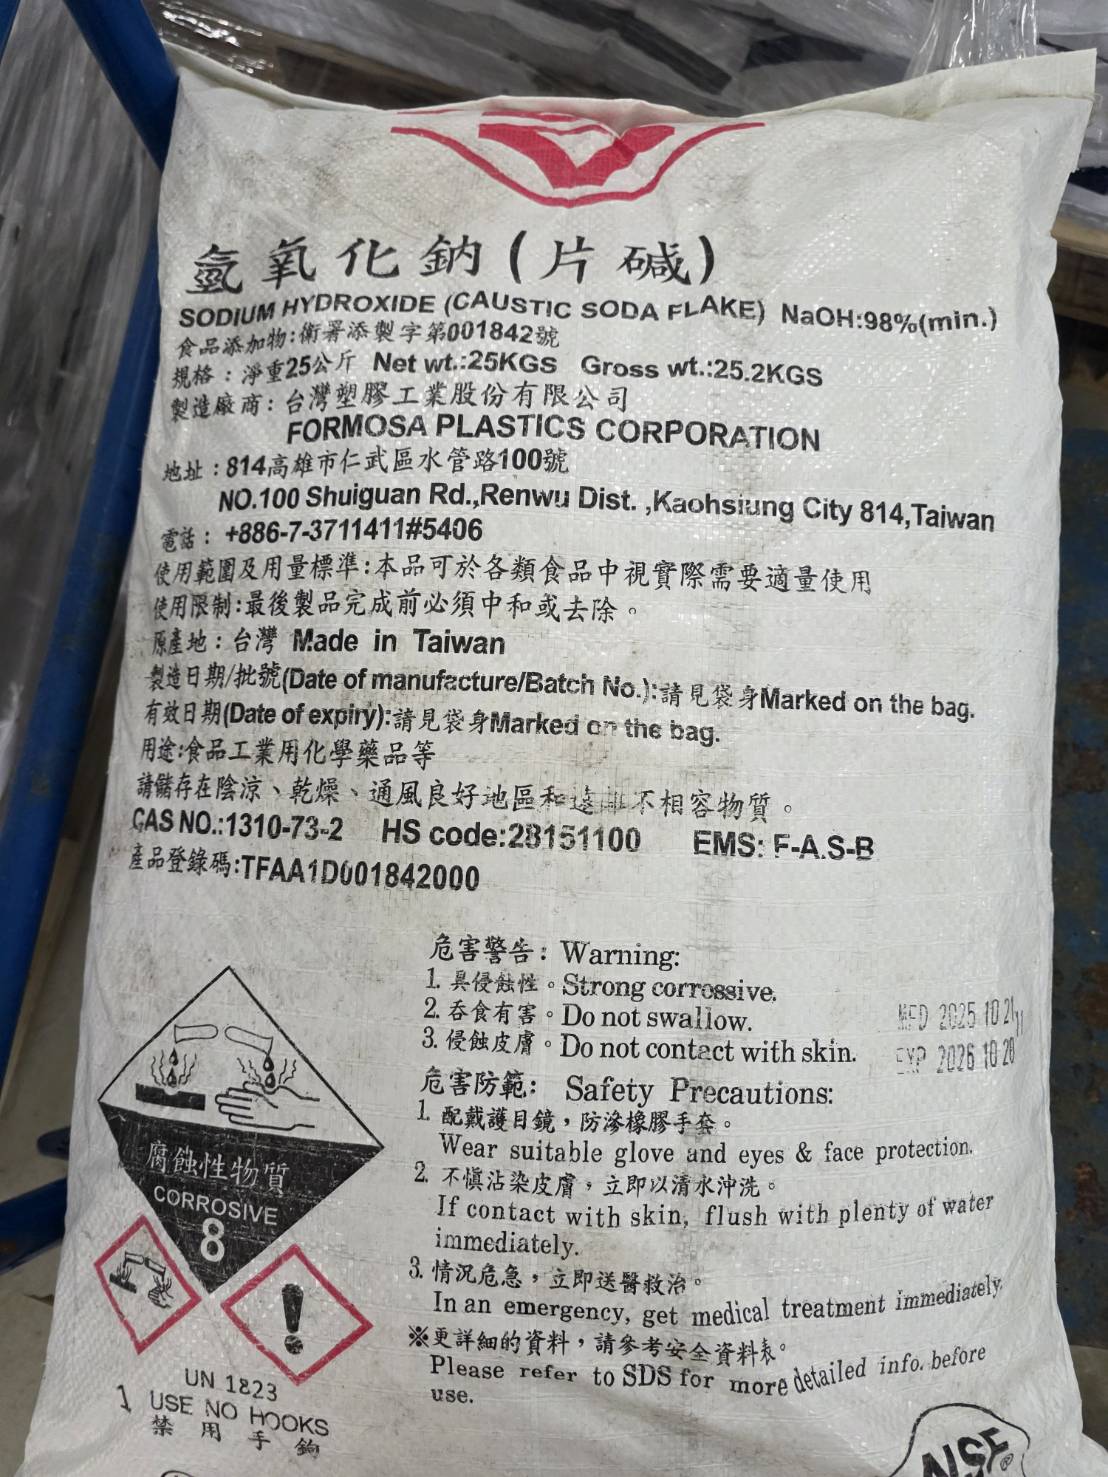 氫氧化鈉(片碱)
SODIUM HYDROXIDE (CAUSTIC SODA FLAKE) NaOH:98%(min.)
食品添加物:衛署添製字第001842號
規格：淨重25公斤 Net wt.:25KGS Gross wt.:25.2KGS
製造廠商：台灣塑膠工業股份有限公司
FORMOSA PLASTICS CORPORATION
地址：814高雄市仁武區水管路100號
NO.100 Shuiguan Rd.,Renwu Dist. ,Kaohsiung City 814,Taiwan
電話：+886-7-3711411#5406
使用範圍及用量標準:本品可於各類食品中視實際需要適量使用
使用限制:最後製品完成前必須中和或去除。
原產地：台灣 Made in Taiwan
製造日期/批號(Date of manufacture/Batch No.):請見袋身Marked on the bag.
有效日期(Date of expiry):請見袋身Marked on the bag.
用途:食品工業用化學藥品等
請儲存在陰涼、乾燥、通風良好地區和遠離不相容物質。
CAS NO.:1310-73-2 HS code:28151100 EMS: F-A.S-B
產品登錄碼:TFAA1D001842000
危害警告：Warning:
1. 具侵蝕性。Strong corrossive.
2. 吞食有害。Do not swallow.
3. 侵蝕皮膚。Do not contact with skin.
MFD 2025 10 21
EXP 2026 10 20
危害防範： Safety Precautions:
1. 配戴護目鏡，防滲橡膠手套。
Wear suitable glove and eyes & face protection.
2. 不慎沾染皮膚，立即以清水沖洗。
If contact with skin, flush with plenty of water
immediately.
3. 情況危急，立即送醫救治。
In an emergency, get medical treatment immediately.
※更詳細的資料，請參考安全資料表。
Please refer to SDS for more detailed info. before
use.
腐蝕性物質
CORROSIVE
8
UN 1823
USE NO HOOKS
禁用手鉤
NSF®